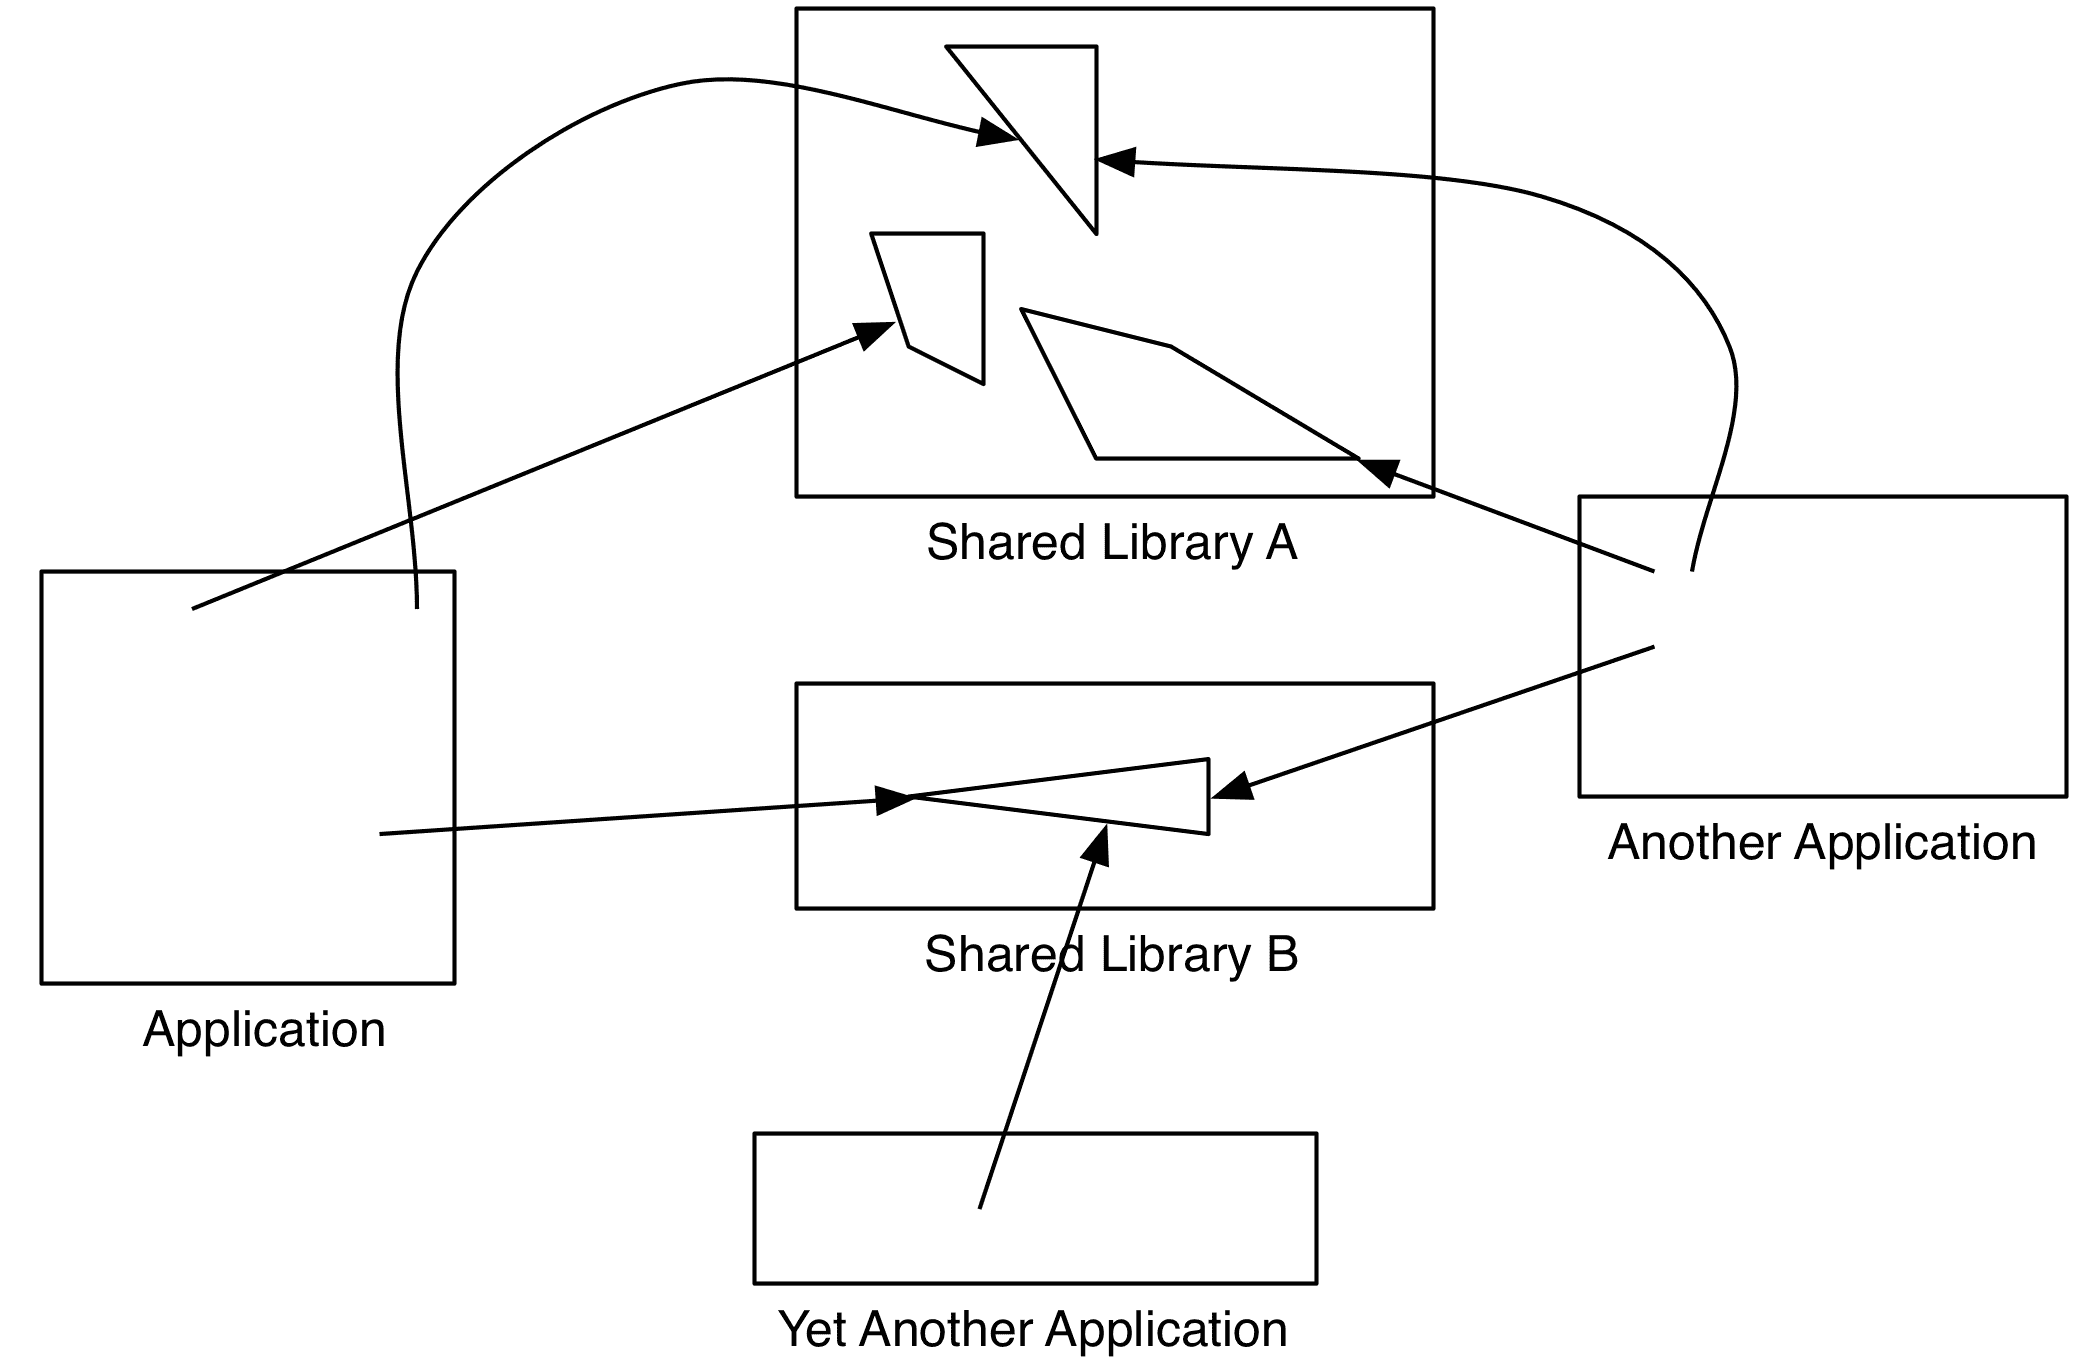 Shared Library A
Another Application
Shared Library B
Application
Yet Another Application